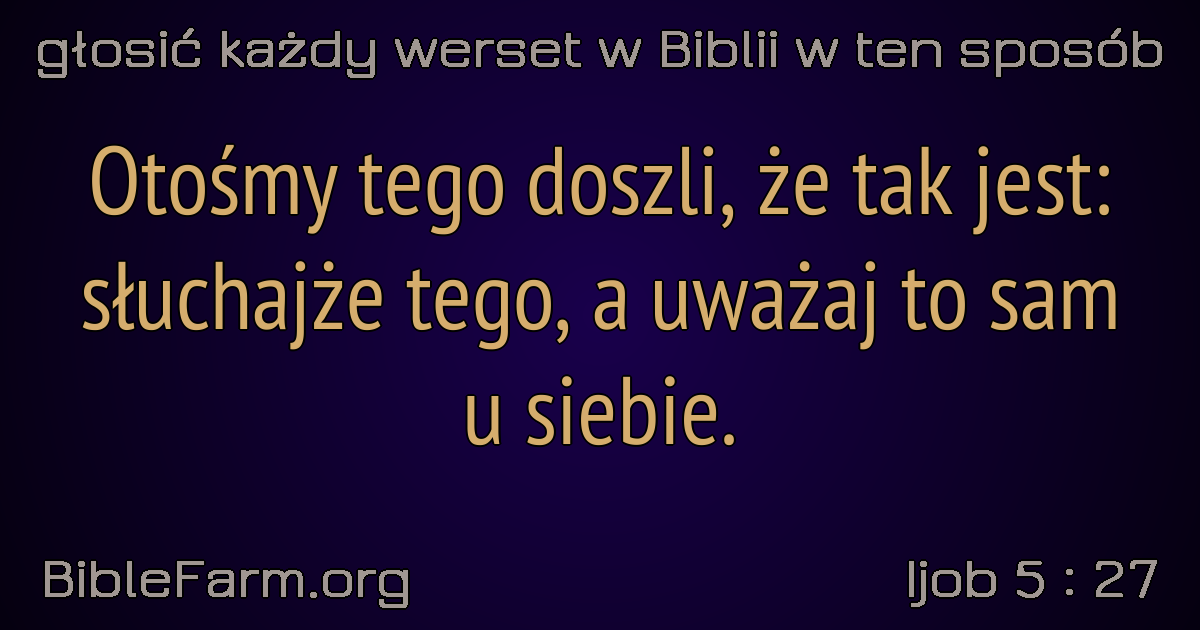 głosić każdy werset w Biblii w ten sposób
Otośmy tego doszli, że tak jest:
słuchajże tego, a uważaj to sam
u siebie.
BibleFarm.org
Ijob 5 : 27